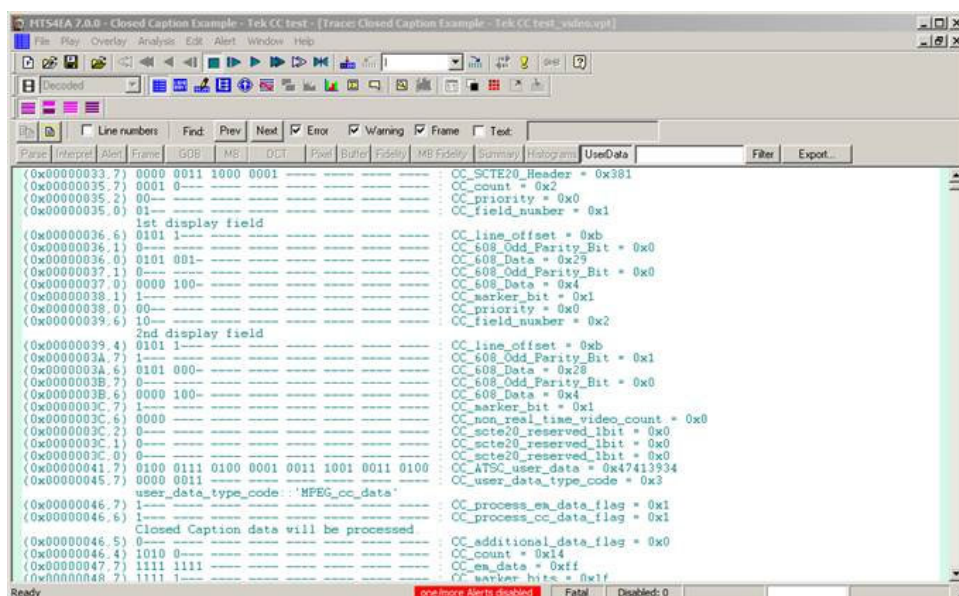 MTS4EA 7.0.0 - Closed Caption Example - Tek CC test - [Trace: Closed Caption Example - Tek CC test_video.vpt]
File Play Overlay Analysis Edit Alert Window Help
1
Decoded
Line numbers Find: Prev Next Error Warning Frame Text:
Parse Interpret Alert Frame GOB MB DCT Pixel Buffer Fidelity MB Fidelity Summary Histograms UserData Filter Export...
(0x00000033.7) 0000 0011 1000 0001 ---- ---- ---- ---- : CC_SCTE20_Header = 0x381
(0x00000035.7) 0001 0--- ---- ---- ---- ---- ---- ---- : CC_count = 0x2
(0x00000035.2) 00-- ---- ---- ---- ---- ---- ---- ---- : CC_priority = 0x0
(0x00000035.0) 01-- ---- ---- ---- ---- ---- ---- ---- : CC_field_number = 0x1
1st display field
(0x00000036.6) 0101 1--- ---- ---- ---- ---- ---- ---- : CC_line_offset = 0xb
(0x00000036.1) 0--- ---- ---- ---- ---- ---- ---- ---- : CC_608_Odd_Parity_Bit = 0x0
(0x00000036.0) 0101 001- ---- ---- ---- ---- ---- ---- : CC_608_Data = 0x29
(0x00000037.1) 0--- ---- ---- ---- ---- ---- ---- ---- : CC_608_Odd_Parity_Bit = 0x0
(0x00000037.0) 0000 100- ---- ---- ---- ---- ---- ---- : CC_608_Data = 0x4
(0x00000038.1) 1--- ---- ---- ---- ---- ---- ---- ---- : CC_marker_bit = 0x1
(0x00000038.0) 00-- ---- ---- ---- ---- ---- ---- ---- : CC_priority = 0x0
(0x00000039.6) 10-- ---- ---- ---- ---- ---- ---- ---- : CC_field_number = 0x2
2nd display field
(0x00000039.4) 0101 1--- ---- ---- ---- ---- ---- ---- : CC_line_offset = 0xb
(0x0000003A.7) 1--- ---- ---- ---- ---- ---- ---- ---- : CC_608_Odd_Parity_Bit = 0x1
(0x0000003A.6) 0101 000- ---- ---- ---- ---- ---- ---- : CC_608_Data = 0x28
(0x0000003B.7) 0--- ---- ---- ---- ---- ---- ---- ---- : CC_608_Odd_Parity_Bit = 0x0
(0x0000003B.6) 0000 100- ---- ---- ---- ---- ---- ---- : CC_608_Data = 0x4
(0x0000003C.7) 1--- ---- ---- ---- ---- ---- ---- ---- : CC_marker_bit = 0x1
(0x0000003C.6) 0000 ---- ---- ---- ---- ---- ---- ---- : CC_non_real_time_video_count = 0x0
(0x0000003C.2) 0--- ---- ---- ---- ---- ---- ---- ---- : CC_scte20_reserved_1bit = 0x0
(0x0000003C.1) 0--- ---- ---- ---- ---- ---- ---- ---- : CC_scte20_reserved_1bit = 0x0
(0x0000003C.0) 0--- ---- ---- ---- ---- ---- ---- ---- : CC_scte20_reserved_1bit = 0x0
(0x00000041.7) 0100 0111 0100 0001 0011 1001 0011 0100 : CC_ATSC_user_data = 0x47413934
(0x00000045.7) 0000 0011 ---- ---- ---- ---- ---- ---- : CC_user_data_type_code = 0x3
user_data_type_code::'MPEG_cc_data'
(0x00000046.7) 1--- ---- ---- ---- ---- ---- ---- ---- : CC_process_em_data_flag = 0x1
(0x00000046.6) 1--- ---- ---- ---- ---- ---- ---- ---- : CC_process_cc_data_flag = 0x1
Closed Caption data will be processed
(0x00000046.5) 0--- ---- ---- ---- ---- ---- ---- ---- : CC_additional_data_flag = 0x0
(0x00000046.4) 1010 0--- ---- ---- ---- ---- ---- ---- : CC_count = 0x14
(0x00000047.7) 1111 1111 ---- ---- ---- ---- ---- ---- : CC_em_data = 0xff
(0x00000048.7) 1111 1--- ---- ---- ---- ---- ---- ---- : CC_marker_bits = 0x1f
Ready one/more Alerts disabled Fatal Disabled: 0